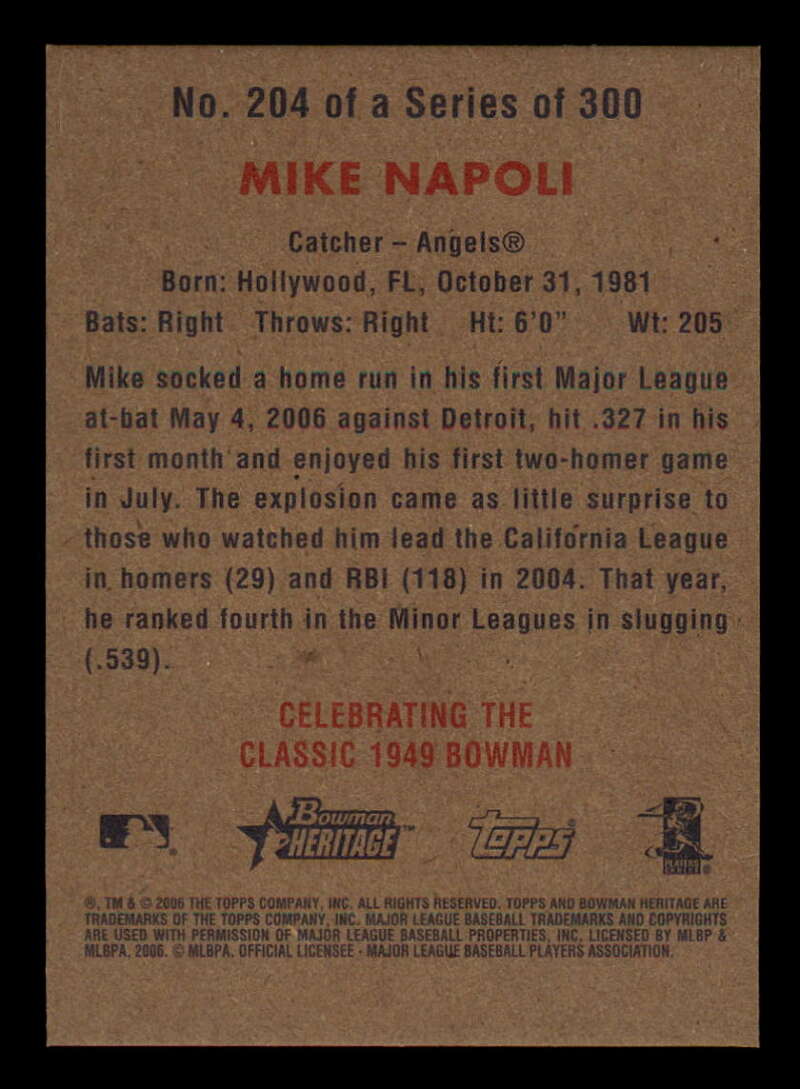 No. 204 of a Series of 300
MIKE NAPOLI
Catcher – Angels®
Born: Hollywood, FL, October 31, 1981
Bats: Right Throws: Right Ht: 6'0" Wt: 205
Mike socked a home run in his first Major League
at-bat May 4, 2006 against Detroit, hit .327 in his
first month and enjoyed his first two-homer game
in July. The explosion came as little surprise to
those who watched him lead the California League
in homers (29) and RBI (118) in 2004. That year,
he ranked fourth in the Minor Leagues in slugging
(.539).
CELEBRATING THE
CLASSIC 1949 BOWMAN
Bowman HERITAGE™ Topps® PLAYERS CHOICE®
®, TM & © 2006 THE TOPPS COMPANY, INC. ALL RIGHTS RESERVED. TOPPS AND BOWMAN HERITAGE ARE
TRADEMARKS OF THE TOPPS COMPANY, INC. MAJOR LEAGUE BASEBALL TRADEMARKS AND COPYRIGHTS
ARE USED WITH PERMISSION OF MAJOR LEAGUE BASEBALL PROPERTIES, INC. LICENSED BY MLBP &
MLBPA, 2006. © MLBPA. OFFICIAL LICENSEE - MAJOR LEAGUE BASEBALL PLAYERS ASSOCIATION.